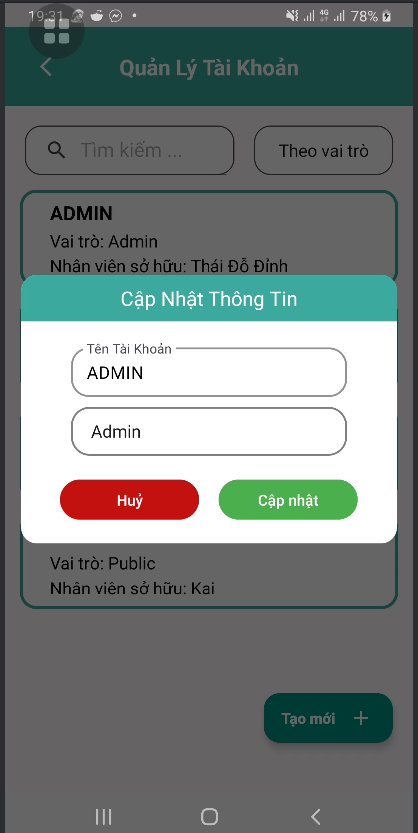 19:31
4G
78%
Quản Lý Tài Khoản
Tìm kiếm ...
Theo vai trò
ADMIN
Vai trò: Admin
Nhân viên sở hữu: Thái Đỗ Đỉnh
Cập Nhật Thông Tin
Tên Tài Khoản
ADMIN
Admin
Huỷ
Cập nhật
Vai trò: Public
Nhân viên sở hữu: Kai
Tạo mới